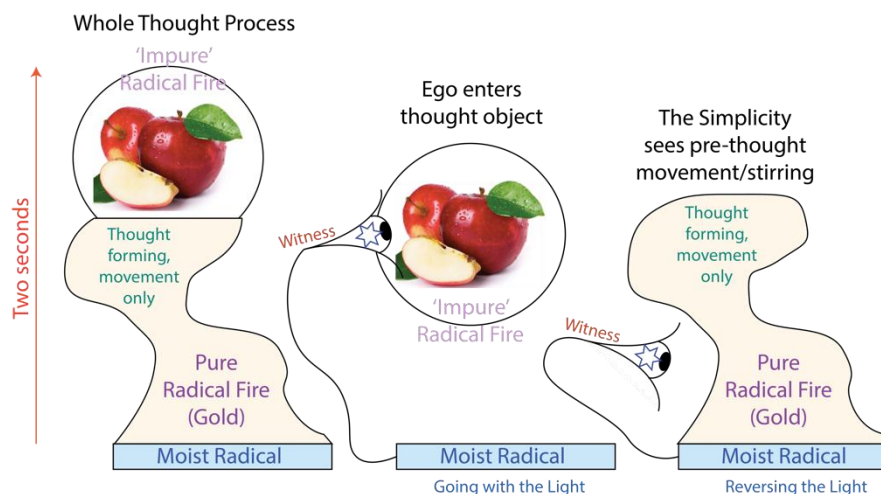 Whole Thought Process
'Impure'
Radical Fire
Two seconds
Thought
forming,
movement
only
Pure
Radical Fire
(Gold)
Moist Radical
Ego enters
thought object
Witness
'Impure'
Radical Fire
Moist Radical
Going with the Light
The Simplicity
sees pre-thought
movement/stirring
Thought
forming,
movement only
Witness
Pure
Radical Fire
(Gold)
Moist Radical
Reversing the Light